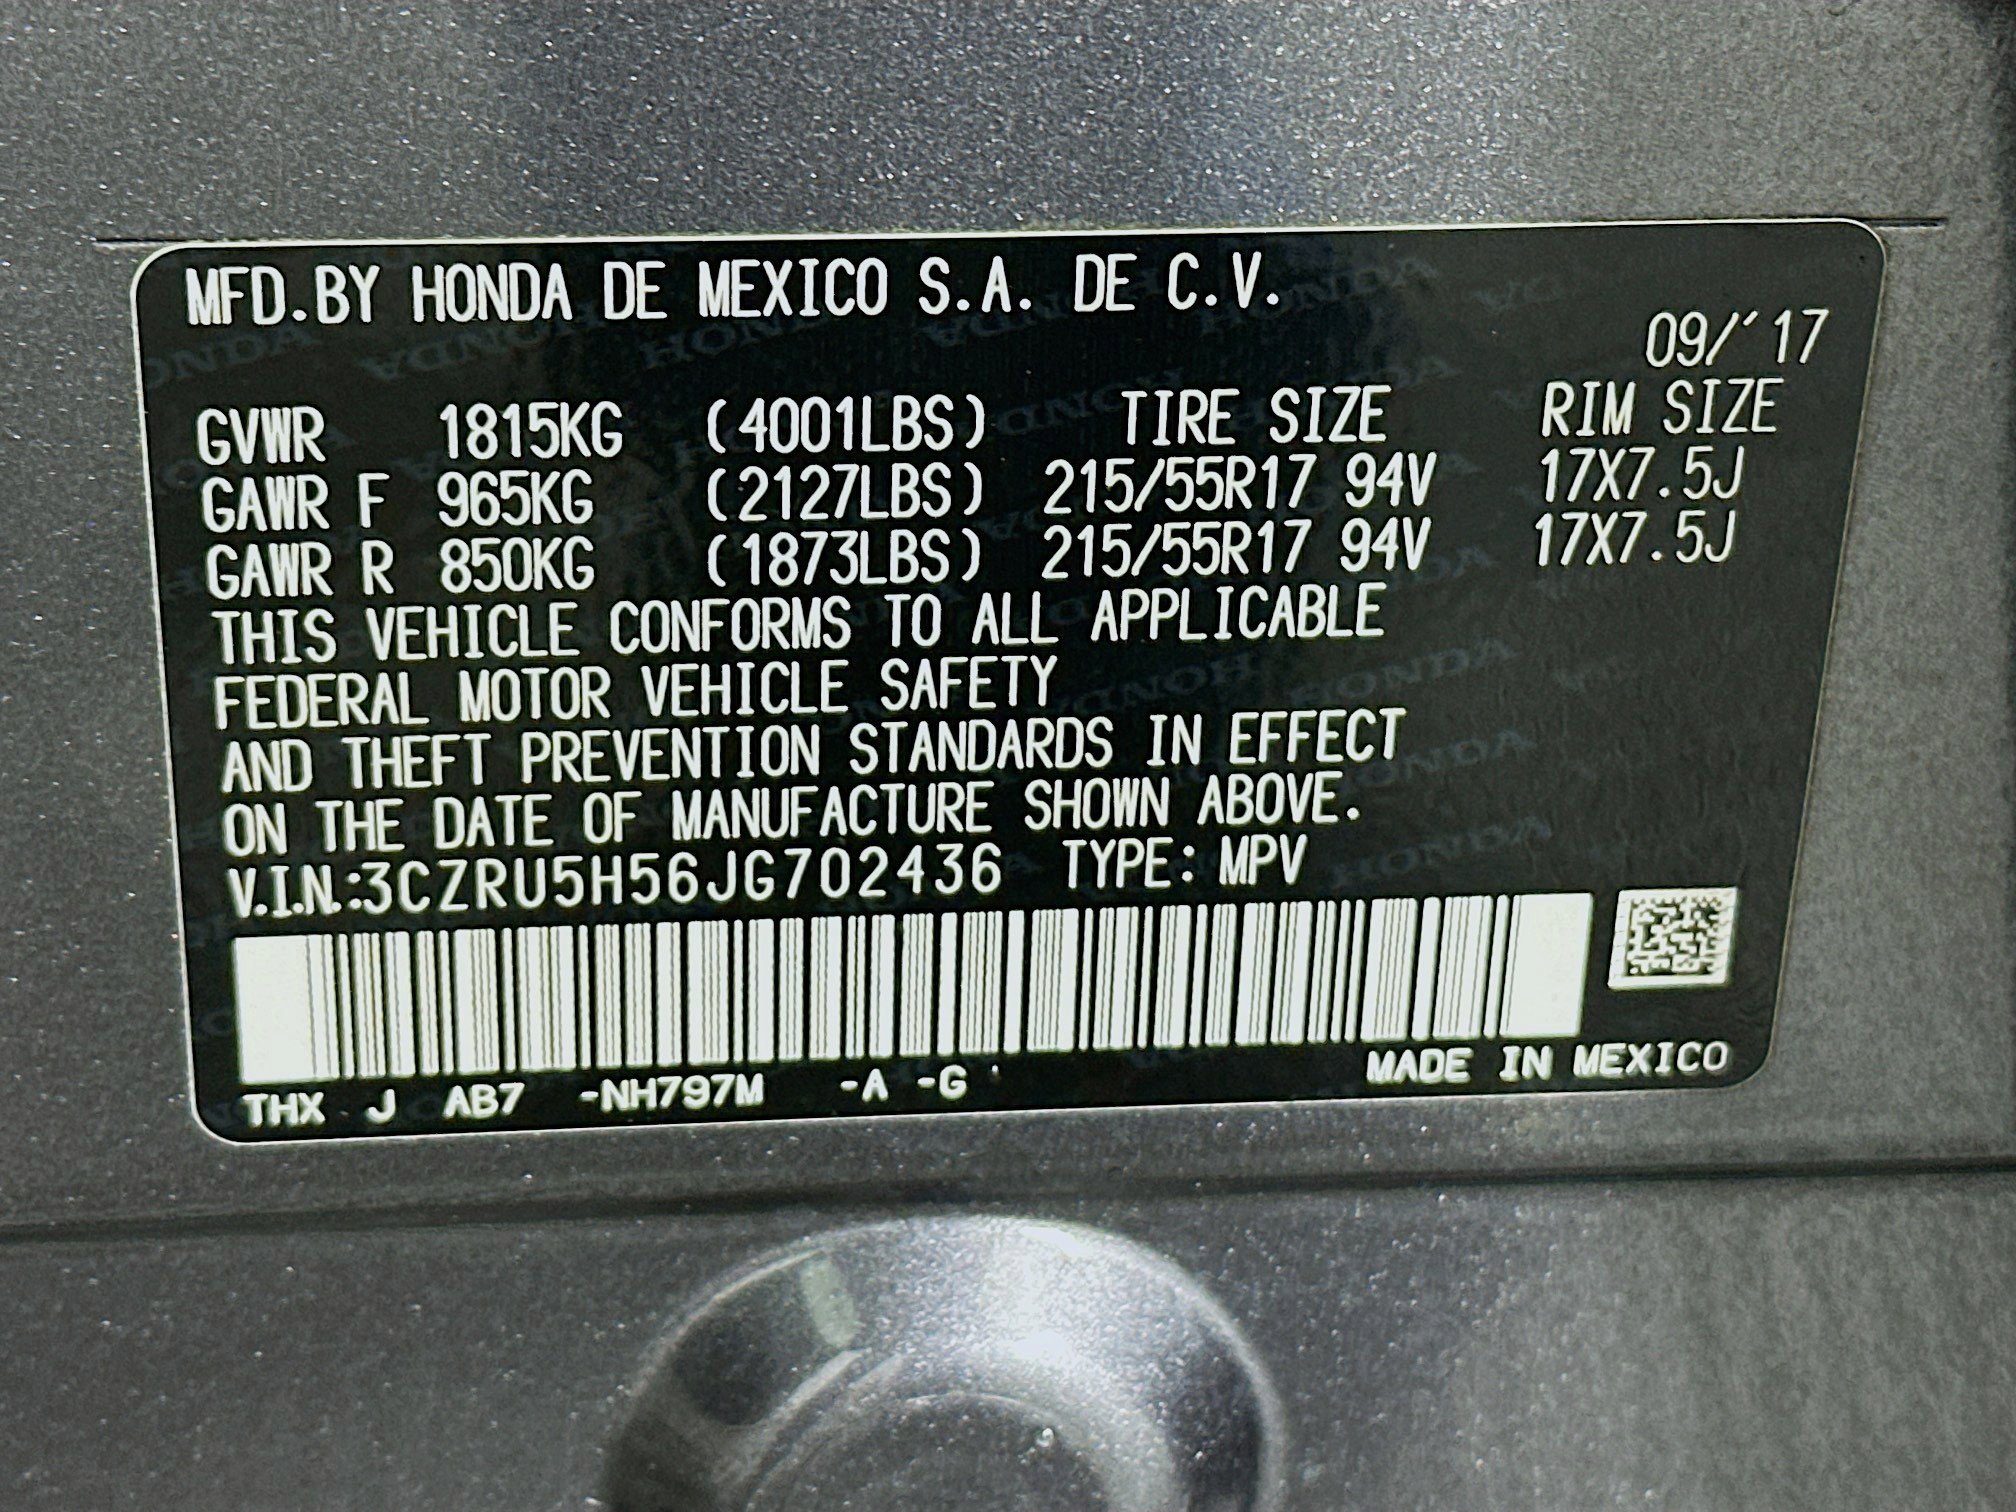 MFD.BY HONDA DE MEXICO S.A. DE C.V.
09/'17
GVWR 1815KG (4001LBS) TIRE SIZE RIM SIZE
GAWR F 965KG (2127LBS) 215/55R17 94V 17X7.5J
GAWR R 850KG (1873LBS) 215/55R17 94V 17X7.5J
THIS VEHICLE CONFORMS TO ALL APPLICABLE
FEDERAL MOTOR VEHICLE SAFETY
AND THEFT PREVENTION STANDARDS IN EFFECT
ON THE DATE OF MANUFACTURE SHOWN ABOVE.
V.I.N.:3CZRU5H56JG702436 TYPE: MPV
THX J AB7 -NH797M -A -G MADE IN MEXICO